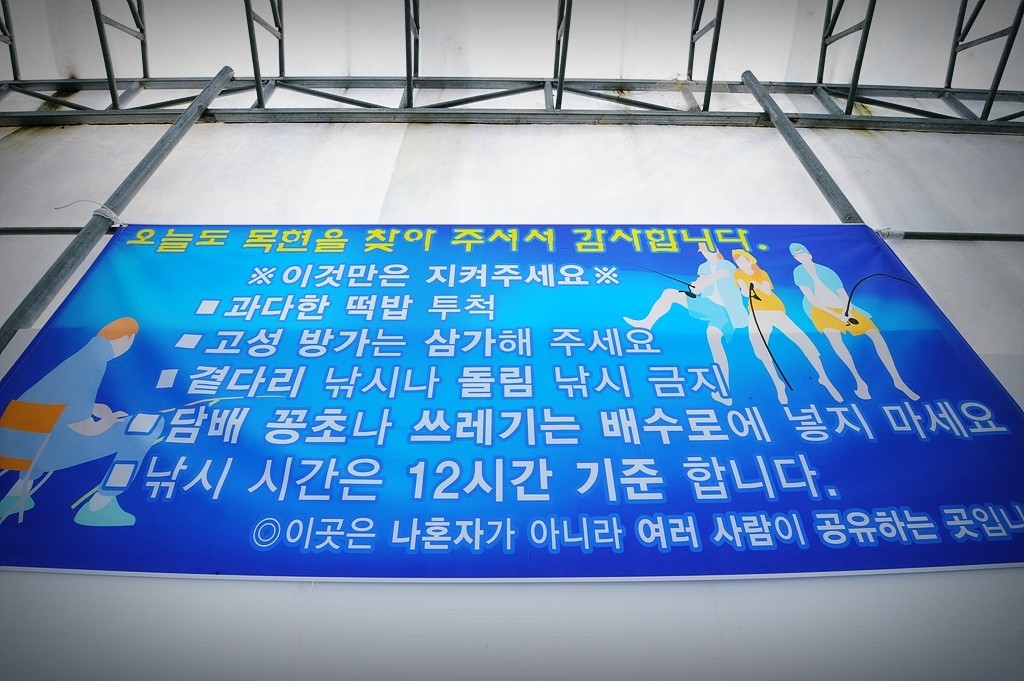 오늘도 목현을 찾아 주셔서 감사합니다.
※이것만은 지켜주세요※
■과다한 떡밥 투척
■고성 방가는 삼가해 주세요
■곁다리 낚시나 돌림 낚시 금지
■담배 꽁초나 쓰레기는 배수로에 넣지 마세요
■낚시 시간은 12시간 기준 합니다.
◎이곳은 나혼자가 아니라 여러 사람이 공유하는 곳입니